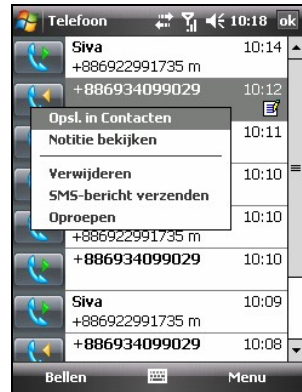 Telefoon 10:18 ok
Siva 10:14
+886922991735 m
+886934099029 10:12
Opsl. in Contacten
Notitie bekijken
10:11
Verwijderen
10:10
SMS-bericht verzenden
Oproepen
10:10
+886922991735 m
+886934099029 10:10
Siva 10:09
+886922991735 m
+886934099029 10:08
Bellen Menu